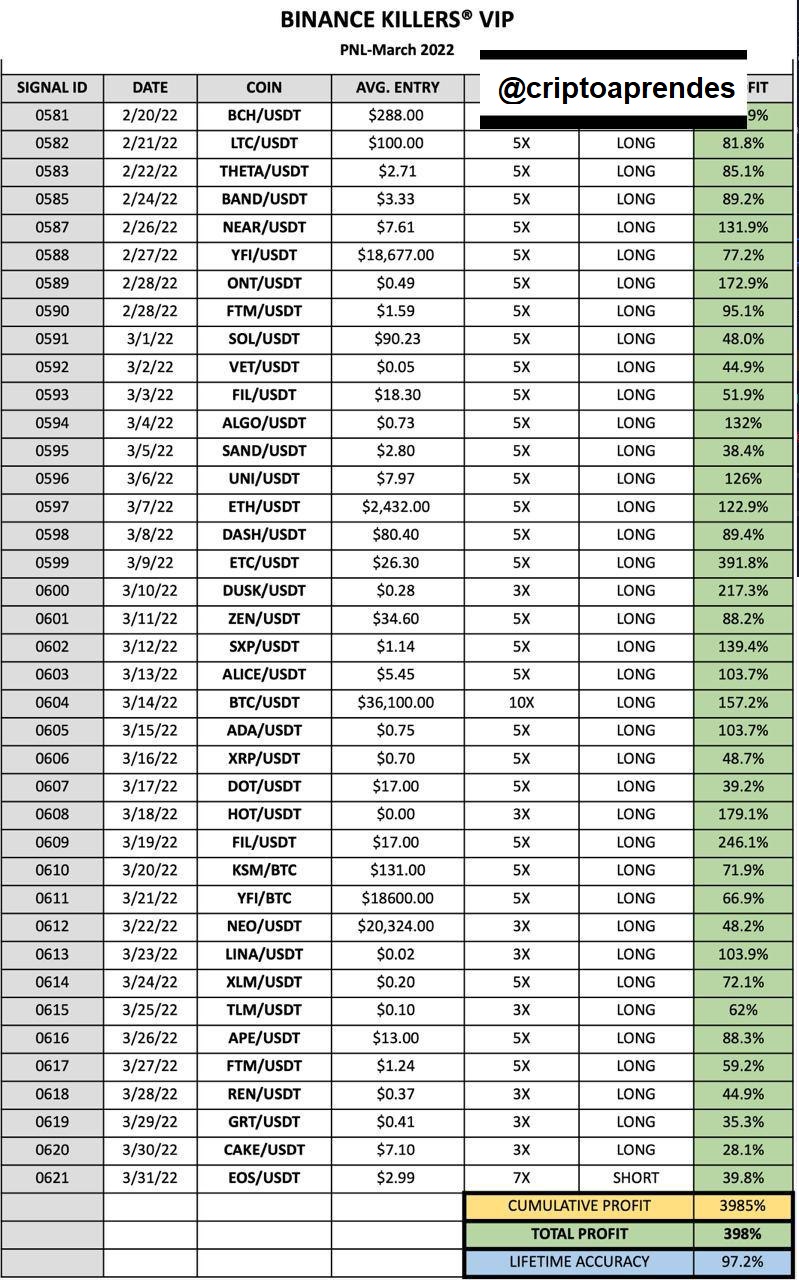 BINANCE KILLERS® VIP
PNL-March 2022
@criptoaprendes
SIGNAL ID DATE COIN AVG. ENTRY FIT
0581 2/20/22 BCH/USDT $288.00 9%
0582 2/21/22 LTC/USDT $100.00 5X LONG 81.8%
0583 2/22/22 THETA/USDT $2.71 5X LONG 85.1%
0585 2/24/22 BAND/USDT $3.33 5X LONG 89.2%
0587 2/26/22 NEAR/USDT $7.61 5X LONG 131.9%
0588 2/27/22 YFI/USDT $18,677.00 5X LONG 77.2%
0589 2/28/22 ONT/USDT $0.49 5X LONG 172.9%
0590 2/28/22 FTM/USDT $1.59 5X LONG 95.1%
0591 3/1/22 SOL/USDT $90.23 5X LONG 48.0%
0592 3/2/22 VET/USDT $0.05 5X LONG 44.9%
0593 3/3/22 FIL/USDT $18.30 5X LONG 51.9%
0594 3/4/22 ALGO/USDT $0.73 5X LONG 132%
0595 3/5/22 SAND/USDT $2.80 5X LONG 38.4%
0596 3/6/22 UNI/USDT $7.97 5X LONG 126%
0597 3/7/22 ETH/USDT $2,432.00 5X LONG 122.9%
0598 3/8/22 DASH/USDT $80.40 5X LONG 89.4%
0599 3/9/22 ETC/USDT $26.30 5X LONG 391.8%
0600 3/10/22 DUSK/USDT $0.28 3X LONG 217.3%
0601 3/11/22 ZEN/USDT $34.60 5X LONG 88.2%
0602 3/12/22 SXP/USDT $1.14 5X LONG 139.4%
0603 3/13/22 ALICE/USDT $5.45 5X LONG 103.7%
0604 3/14/22 BTC/USDT $36,100.00 10X LONG 157.2%
0605 3/15/22 ADA/USDT $0.75 5X LONG 103.7%
0606 3/16/22 XRP/USDT $0.70 5X LONG 48.7%
0607 3/17/22 DOT/USDT $17.00 5X LONG 39.2%
0608 3/18/22 HOT/USDT $0.00 3X LONG 179.1%
0609 3/19/22 FIL/USDT $17.00 5X LONG 246.1%
0610 3/20/22 KSM/BTC $131.00 5X LONG 71.9%
0611 3/21/22 YFI/BTC $18600.00 5X LONG 66.9%
0612 3/22/22 NEO/USDT $20,324.00 3X LONG 48.2%
0613 3/23/22 LINA/USDT $0.02 3X LONG 103.9%
0614 3/24/22 XLM/USDT $0.20 5X LONG 72.1%
0615 3/25/22 TLM/USDT $0.10 3X LONG 62%
0616 3/26/22 APE/USDT $13.00 5X LONG 88.3%
0617 3/27/22 FTM/USDT $1.24 5X LONG 59.2%
0618 3/28/22 REN/USDT $0.37 3X LONG 44.9%
0619 3/29/22 GRT/USDT $0.41 3X LONG 35.3%
0620 3/30/22 CAKE/USDT $7.10 3X LONG 28.1%
0621 3/31/22 EOS/USDT $2.99 7X SHORT 39.8%
CUMULATIVE PROFIT 3985%
TOTAL PROFIT 398%
LIFETIME ACCURACY 97.2%